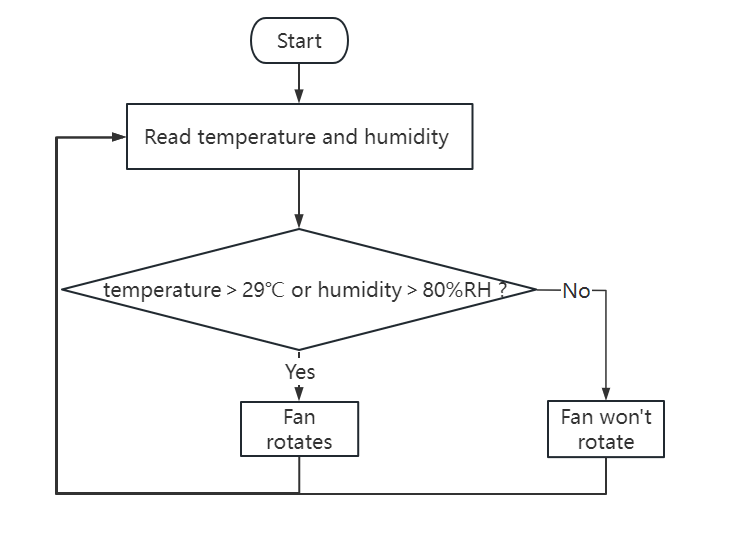 Start
Read temperature and humidity
temperature > 29℃ or humidity > 80%RH ?
No
Yes
Fan
rotates
Fan won't
rotate